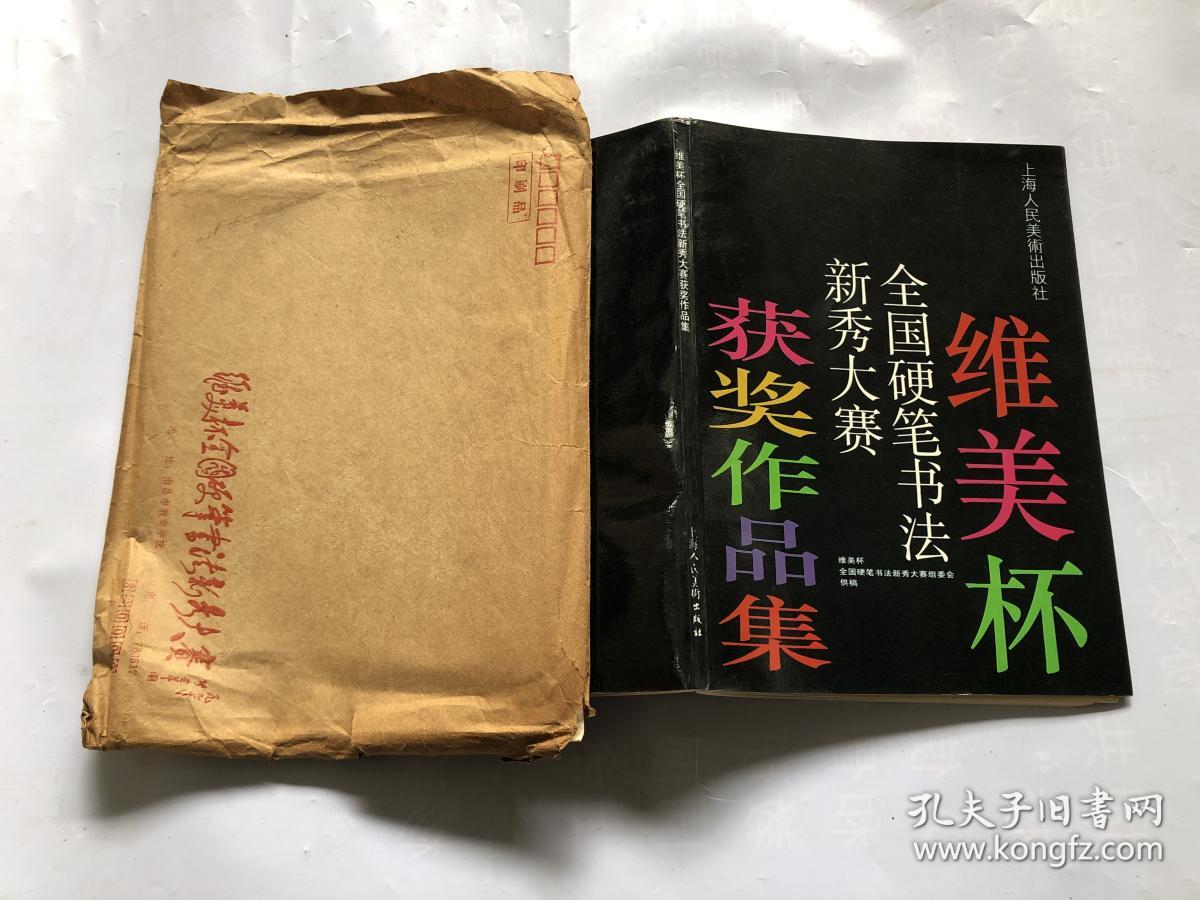 印刷品
维美杯全国硬笔书法新秀大赛
维美杯全国硬笔书法新秀大赛获奖作品集
上海人民美术出版社
上海人民美術出版社
维美杯
全国硬笔书法
新秀大赛
获奖作品集
维美杯
全国硬笔书法新秀大赛组委会
供稿
孔夫子旧书网
www.kongfz.com